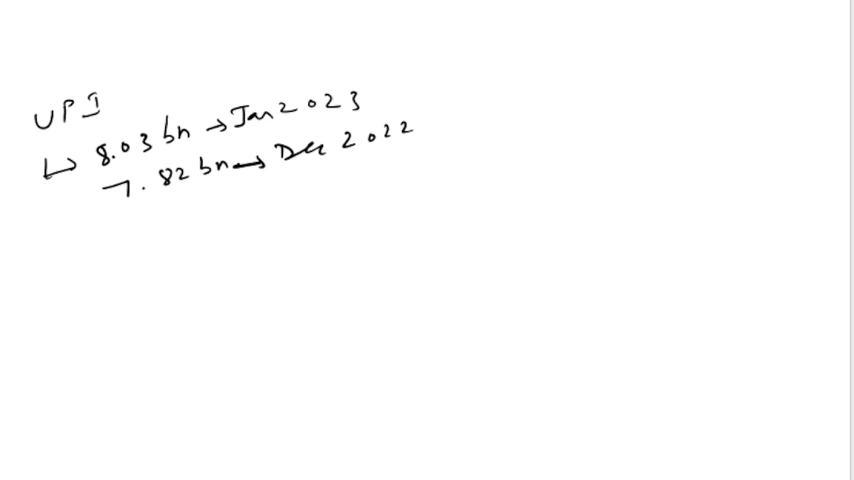 UPI
↳ 8.03 bn → Jan 2023
7.82 bn → Dec 2022